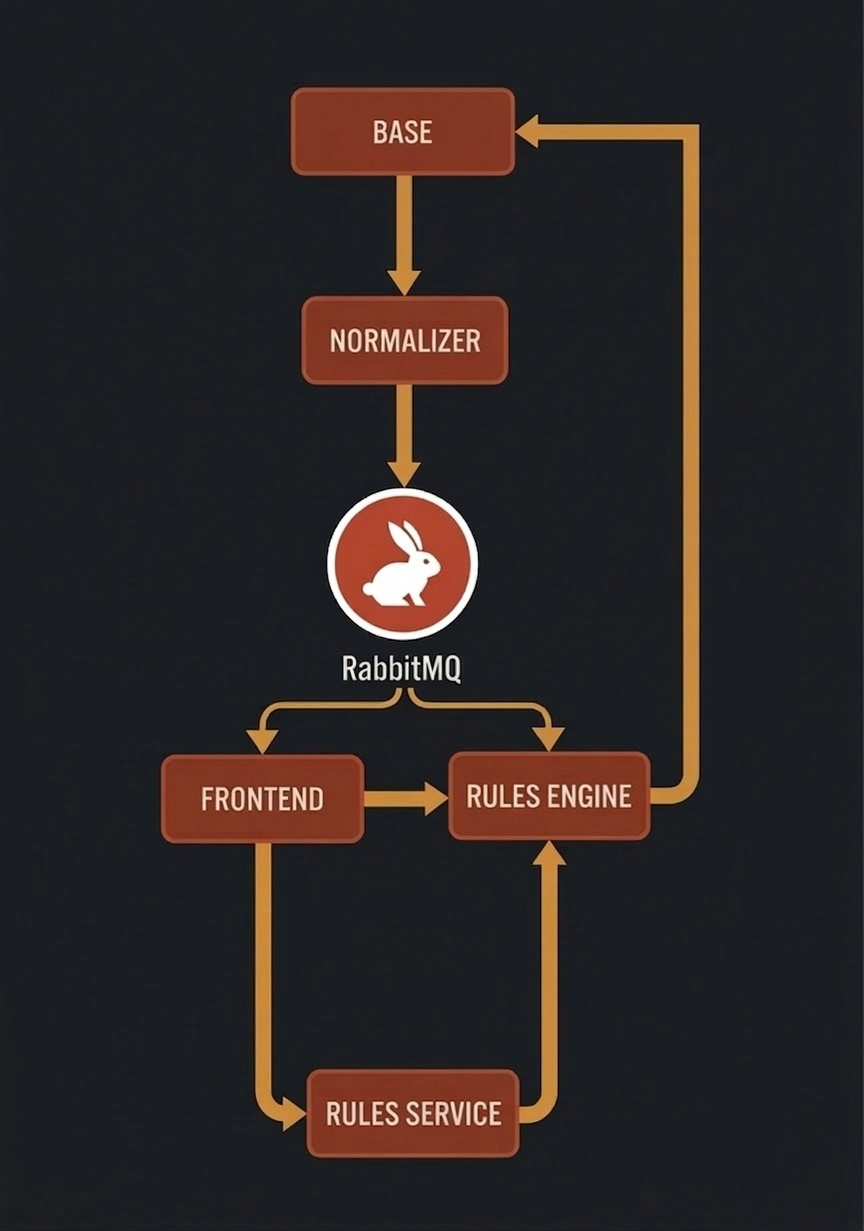 BASE
NORMALIZER
RabbitMQ
FRONTEND
RULES ENGINE
RULES SERVICE